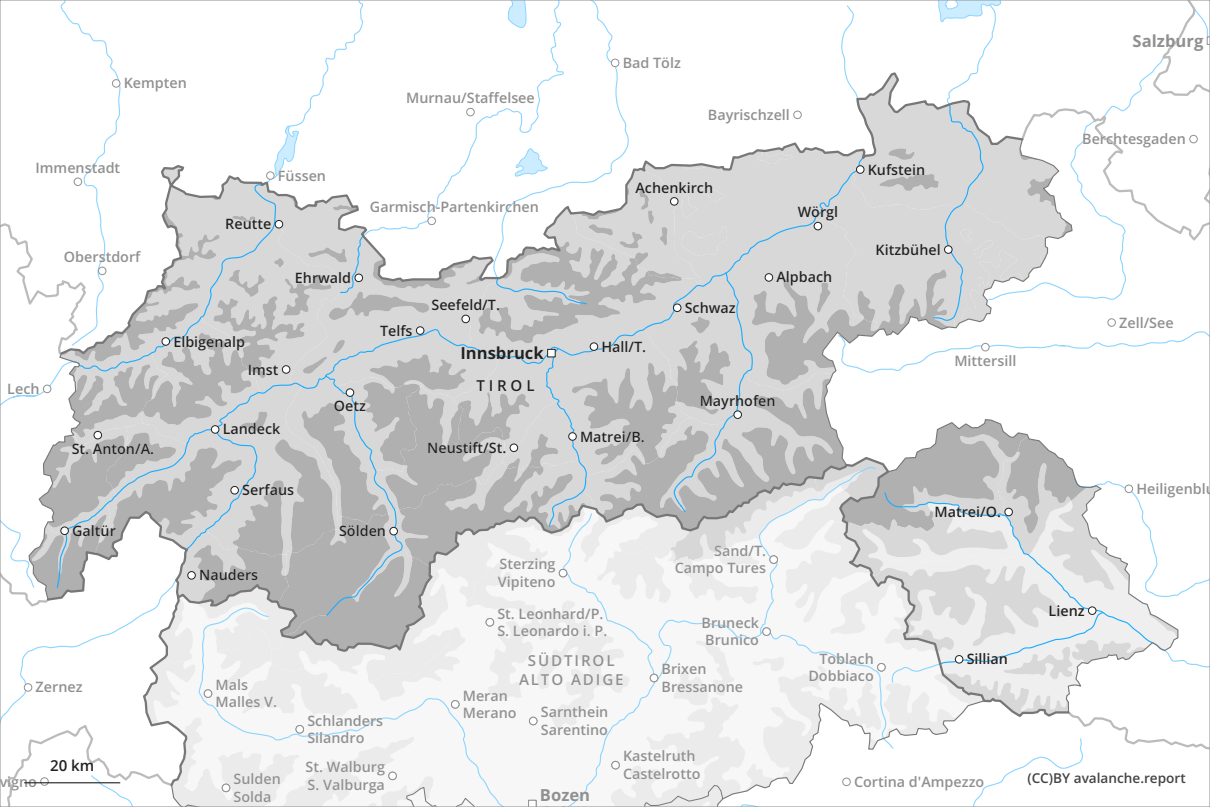 Salzburg
Bad Tölz
Kempten
Murnau/Staffelsee
Bayrischzell
Berchtesgaden
Immenstadt
Füssen
Kufstein
Achenkirch
Garmisch-Partenkirchen
Wörgl
Reutte
Kitzbühel
Oberstdorf
Ehrwald
Alpbach
Seefeld/T.
Schwaz
Zell/See
Telfs
Elbigenalp
Hall/T.
Innsbruck
Mittersill
Imst
TIROL
Lech
Oetz
Mayrhofen
Landeck
Matrei/B.
St. Anton/A.
Neustift/St.
Serfaus
Heiligenblu
Matrei/O.
Galtür
Sölden
Sand/T.
Campo Tures
Sterzing
Vipiteno
Nauders
Lienz
St. Leonhard/P.
S. Leonardo i. P.
Bruneck
Brunico
SÜDTIROL
ALTO ADIGE
Toblach
Dobbiaco
Sillian
Brixen
Bressanone
Zernez
Mals
Malles V.
Meran
Merano
Sarnthein
Sarentino
Schlanders
Silandro
Kastelruth
Castelrotto
St. Walburg
S. Valburga
20 km
vigno
Sulden
Solda
Cortina d'Ampezzo
(CC)BY avalanche.report
Bozen